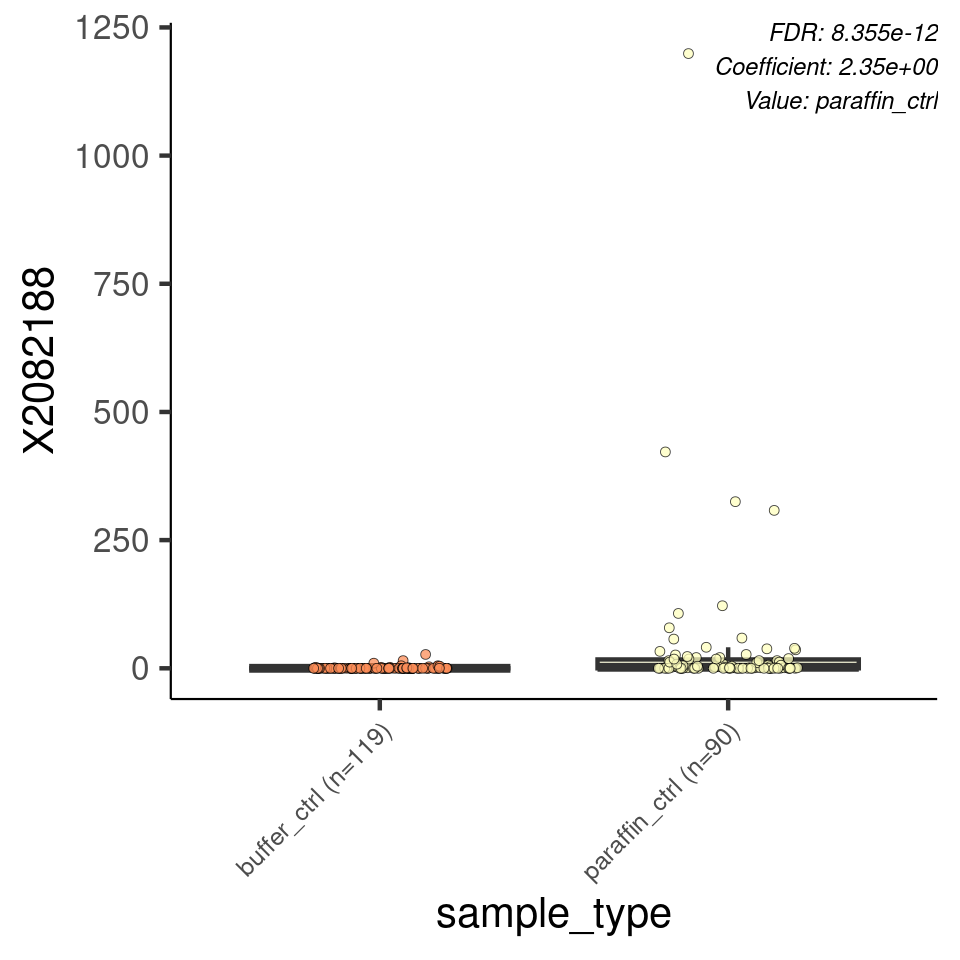 FDR: 8.355e-12
Coefficient: 2.35e+00
Value: paraffin_ctrl
1250
1000
750
500
250
0
X2082188
buffer_ctrl (n=119)
paraffin_ctrl (n=90)
sample_type